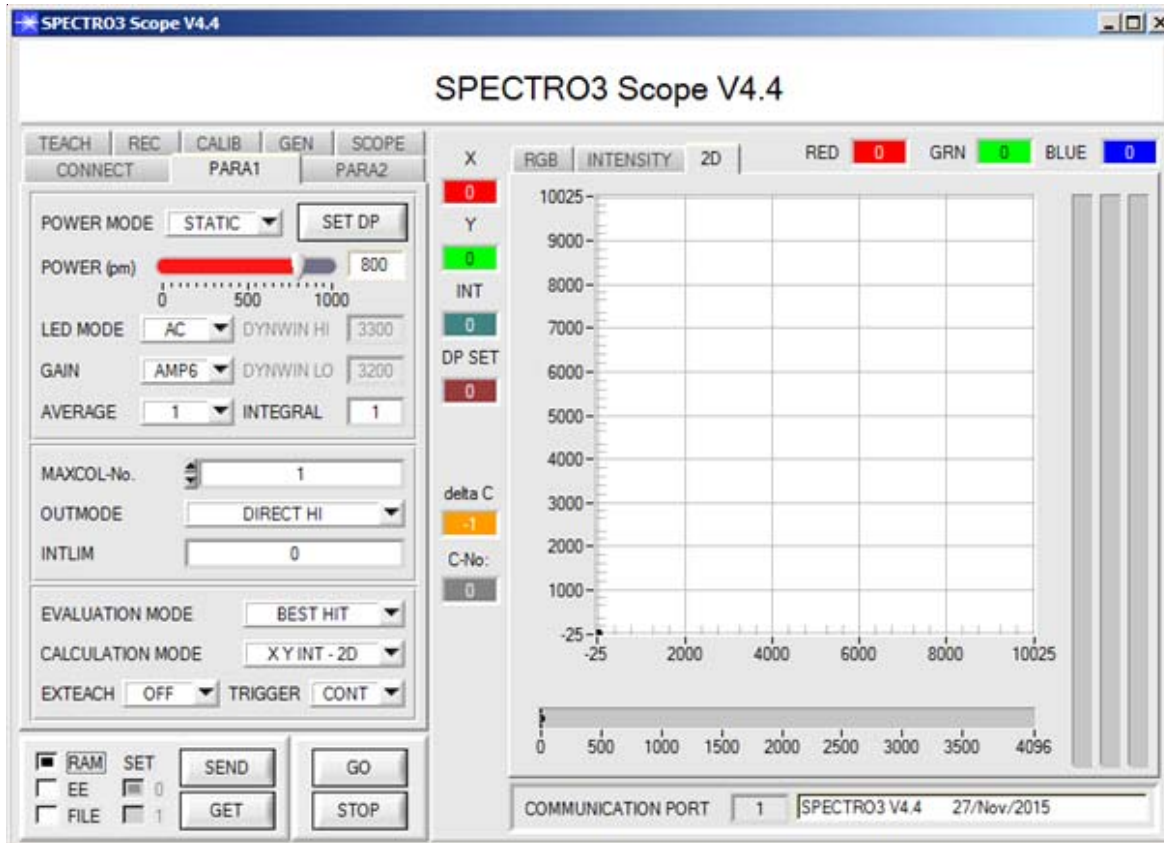 SPECTRO3 Scope V4.4
SPECTRO3 Scope V4.4
TEACH REC CALIB GEN SCOPE
CONNECT PARA1 PARA2
POWER MODE STATIC SET DP
POWER (pm) 800
0 500 1000
LED MODE AC DYNWIN HI 3300
GAIN AMP6 DYNWIN LO 3200
AVERAGE 1 INTEGRAL 1
MAXCOL-No. 1
OUTMODE DIRECT HI
INTLIM 0
EVALUATION MODE BEST HIT
CALCULATION MODE X Y INT - 2D
EXTEACH OFF TRIGGER CONT
RAM SET SEND GO
EE 0
FILE 1 GET STOP
X
0
Y
0
INT
0
DP SET
0
delta C
-1
C-No:
0
RGB INTENSITY 2D RED 0 GRN 0 BLUE 0
10025
9000
8000
7000
6000
5000
4000
3000
2000
1000
-25
-25 2000 4000 6000 8000 10025
0 500 1000 1500 2000 2500 3000 3500 4096
COMMUNICATION PORT 1 SPECTRO3 V4.4 27/Nov/2015